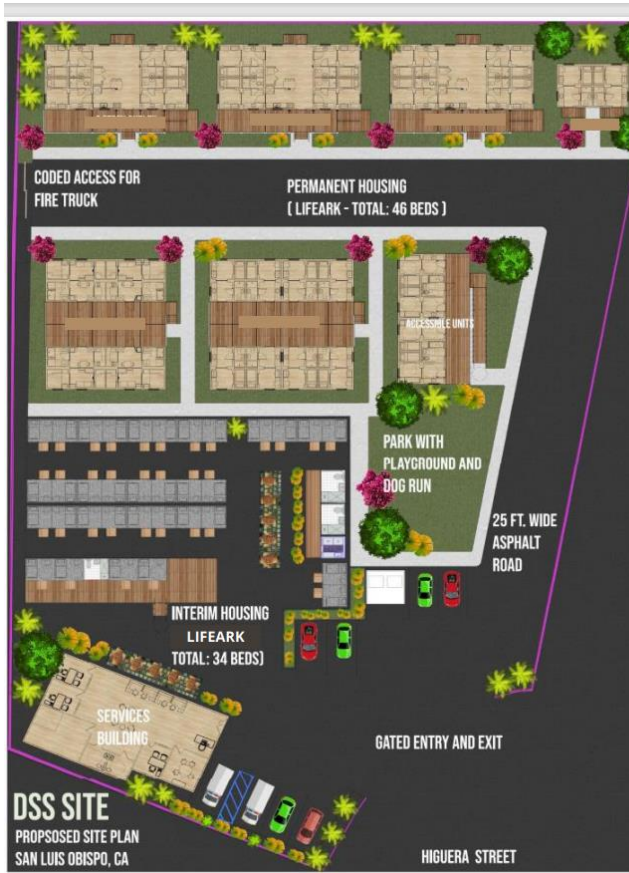 CODED ACCESS FOR
FIRE TRUCK
PERMANENT HOUSING
( LIFEARK - TOTAL: 46 BEDS )
ACCESSIBLE UNITS
PARK WITH
PLAYGROUND AND
DOG RUN
25 FT. WIDE
ASPHALT
ROAD
INTERIM HOUSING
LIFEARK
TOTAL: 34 BEDS)
SERVICES
BUILDING
GATED ENTRY AND EXIT
DSS SITE
PROPSOSED SITE PLAN
SAN LUIS OBISPO, CA
HIGUERA STREET